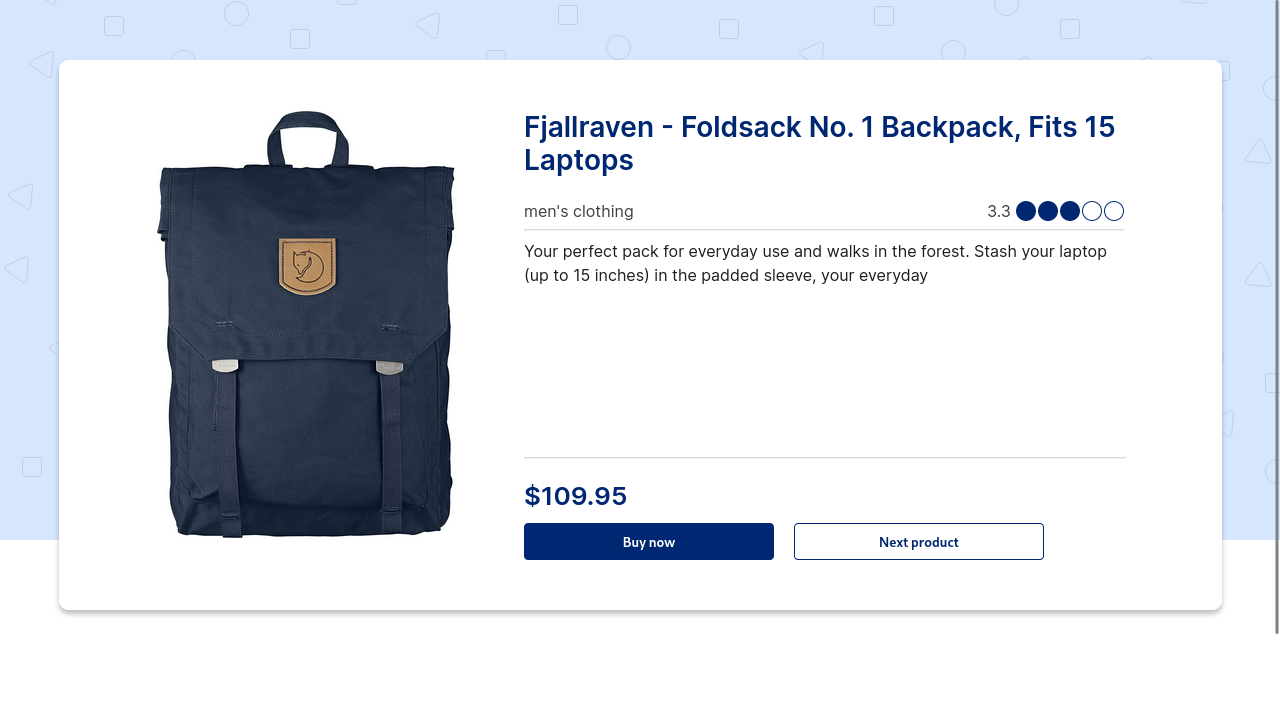 Fjallraven - Foldsack No. 1 Backpack, Fits 15
Laptops
men's clothing
3.3
Your perfect pack for everyday use and walks in the forest. Stash your laptop
(up to 15 inches) in the padded sleeve, your everyday
$109.95
Buy now
Next product